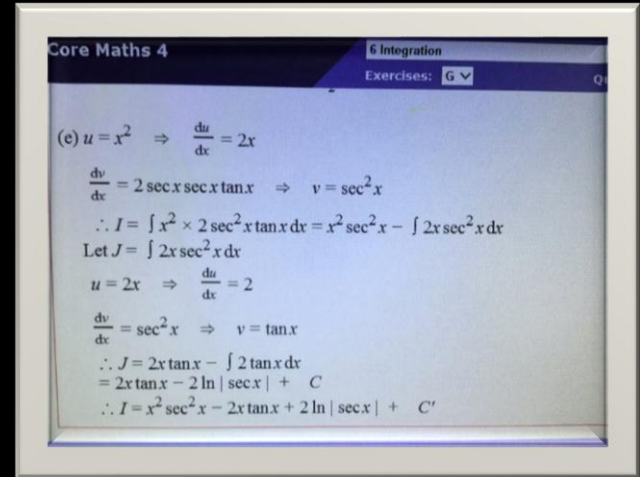 Core Maths 4
6 Integration
Exercises: G
(e) u = x² ⇒ du/dx = 2x
dv/dx = 2 sec x sec x tan x ⇒ v = sec²x
∴ I = ∫ x² × 2 sec²x tan x dx = x² sec²x − ∫ 2x sec²x dx
Let J = ∫ 2x sec²x dx
u = 2x ⇒ du/dx = 2
dv/dx = sec²x ⇒ v = tan x
∴ J = 2x tan x − ∫ 2 tan x dx
= 2x tan x − 2 ln | sec x | + C
∴ I = x² sec²x − 2x tan x + 2 ln | sec x | + C'